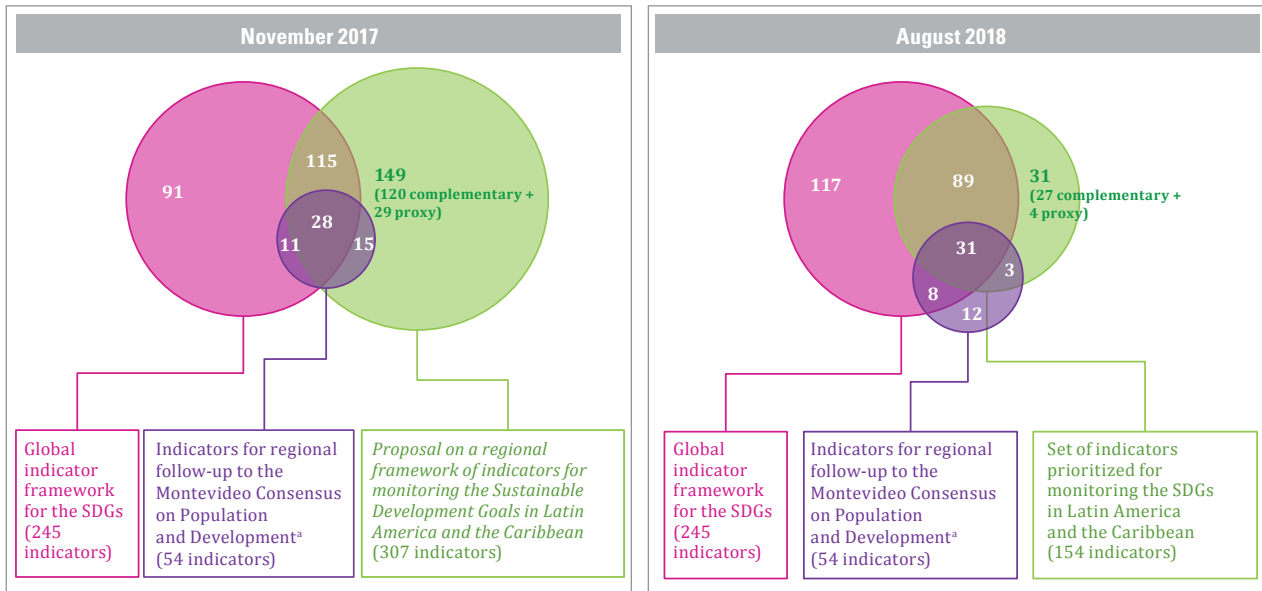 November 2017
91
115
149
(120 complementary +
29 proxy)
28
11
15
Global
indicator
framework
for the SDGs
(245
indicators)
Indicators for regional
follow-up to the
Montevideo Consensus
on Population
and Developmentᵃ
(54 indicators)
Proposal on a regional
framework of indicators for
monitoring the Sustainable
Development Goals in Latin
America and the Caribbean
(307 indicators)
August 2018
117
89
31
(27 complementary +
4 proxy)
31
3
8
12
Global
indicator
framework
for the SDGs
(245
indicators)
Indicators for regional
follow-up to the
Montevideo Consensus
on Population
and Developmentᵃ
(54 indicators)
Set of indicators
prioritized for
monitoring the SDGs
in Latin America
and the Caribbean
(154 indicators)